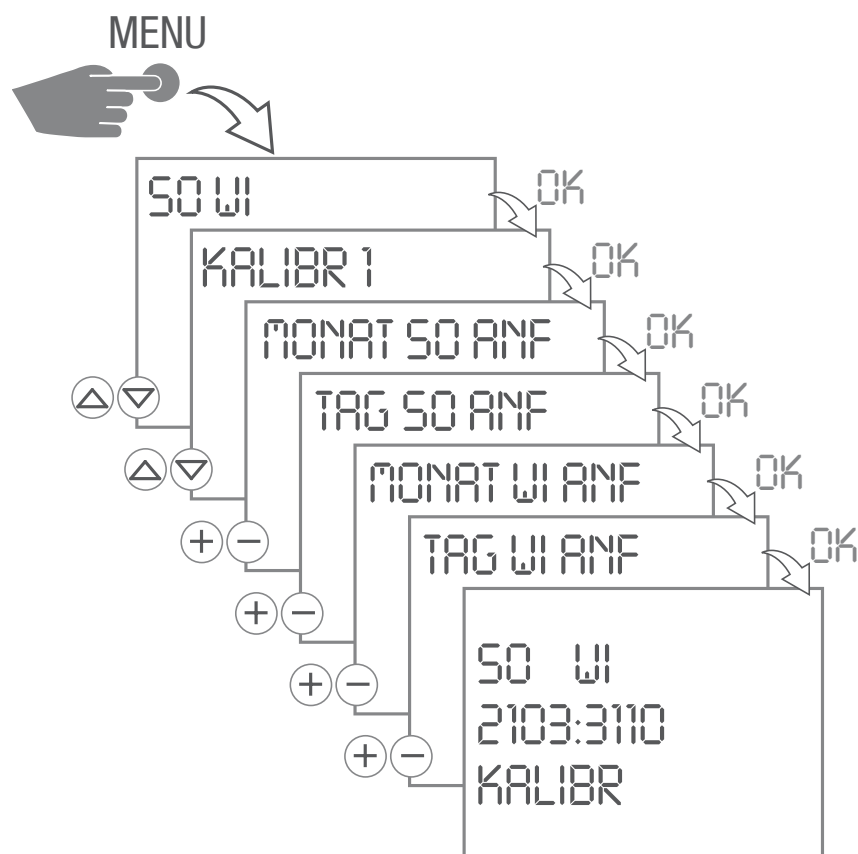 MENU
SO WI
OK
KALIBR 1
OK
MONAT SO ANF
OK
TAG SO ANF
OK
MONAT WI ANF
OK
TAG WI ANF
OK
SO WI
2103:3110
KALIBR